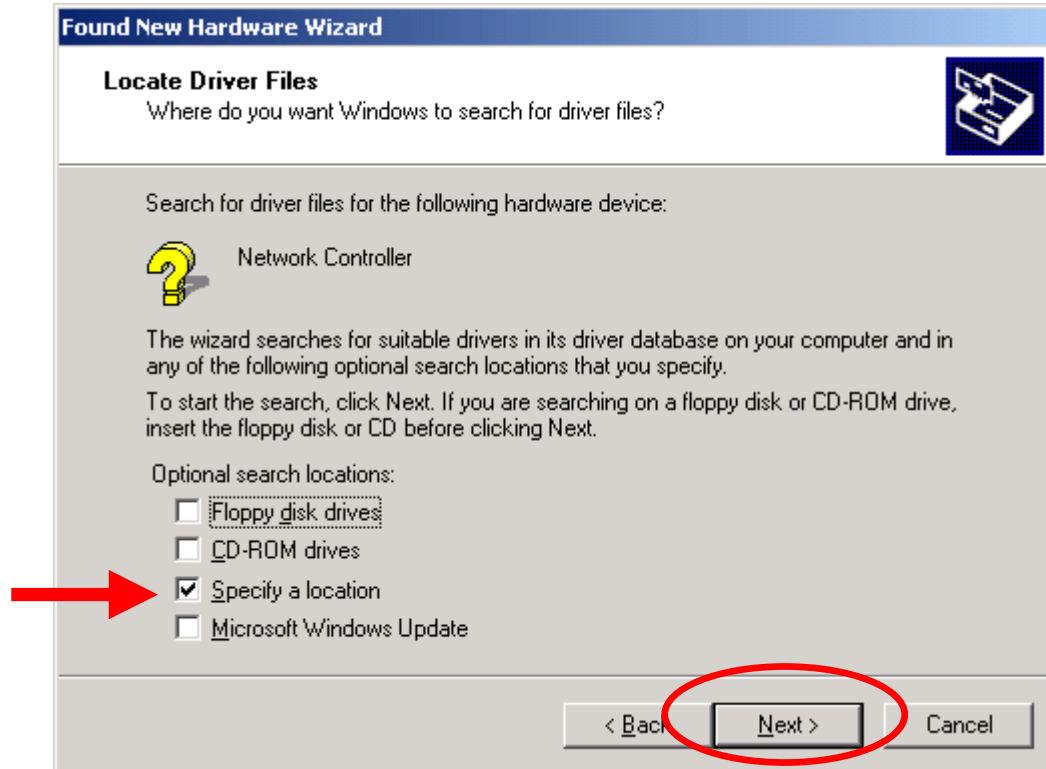 Found New Hardware Wizard
Locate Driver Files
Where do you want Windows to search for driver files?
Search for driver files for the following hardware device:
Network Controller
The wizard searches for suitable drivers in its driver database on your computer and in
any of the following optional search locations that you specify.
To start the search, click Next. If you are searching on a floppy disk or CD-ROM drive,
insert the floppy disk or CD before clicking Next.
Optional search locations:
Floppy disk drives
CD-ROM drives
Specify a location
Microsoft Windows Update
< Back Next > Cancel